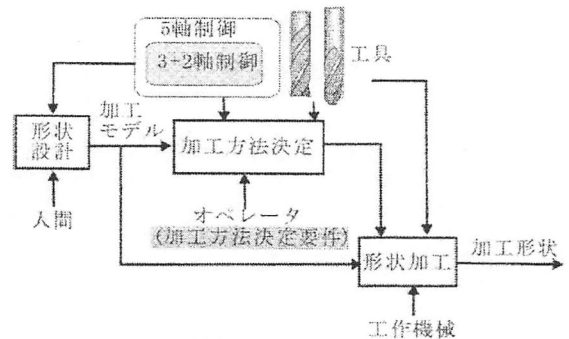 5軸制御
3+2軸制御
工具
加工
モデル
形状
設計
加工方法決定
人間
オペレータ
(加工方法決定要件)
形状加工
加工形状
工作機械